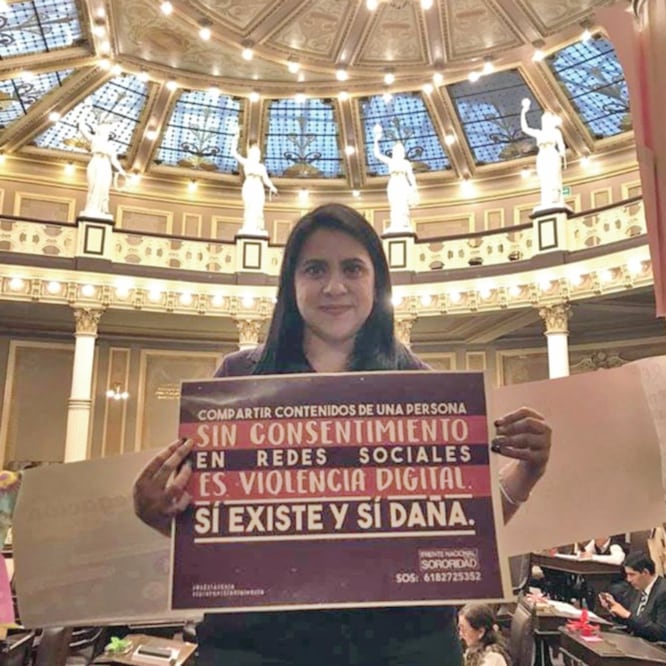 COMPARTIR CONTENIDOS DE UNA PERSONA
SIN CONSENTIMIENTO
EN REDES SOCIALES
ES VIOLENCIA DIGITAL.
SÍ EXISTE Y SÍ DAÑA.
FRENTE NACIONAL
SORORIDAD
SOS: 6182725352